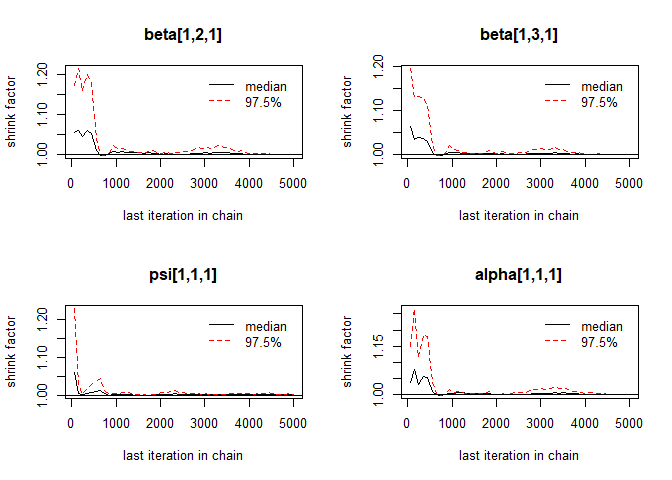 beta[1,2,1]
shrink factor
1.00 1.10 1.20
median
97.5%
0 1000 2000 3000 4000 5000
last iteration in chain
beta[1,3,1]
shrink factor
1.00 1.10 1.20
median
97.5%
0 1000 2000 3000 4000 5000
last iteration in chain
psi[1,1,1]
shrink factor
1.00 1.10 1.20
median
97.5%
0 1000 2000 3000 4000 5000
last iteration in chain
alpha[1,1,1]
shrink factor
1.00 1.15
median
97.5%
0 1000 2000 3000 4000 5000
last iteration in chain